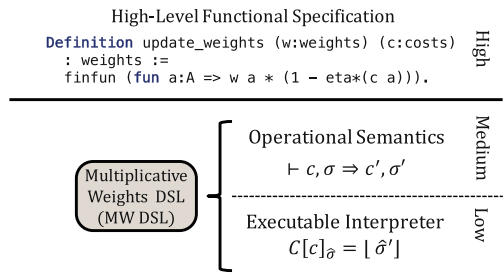 High-Level Functional Specification
Definition update_weights (w:weights) (c:costs)
: weights :=
finfun (fun a:A => w a * (1 - eta*(c a))).
High
Multiplicative
Weights DSL
(MW DSL)
Operational Semantics
⊢ c, σ ⇒ c′, σ′
Medium
Executable Interpreter
C[c]σ̂ = ⌊ σ̂′⌋
Low